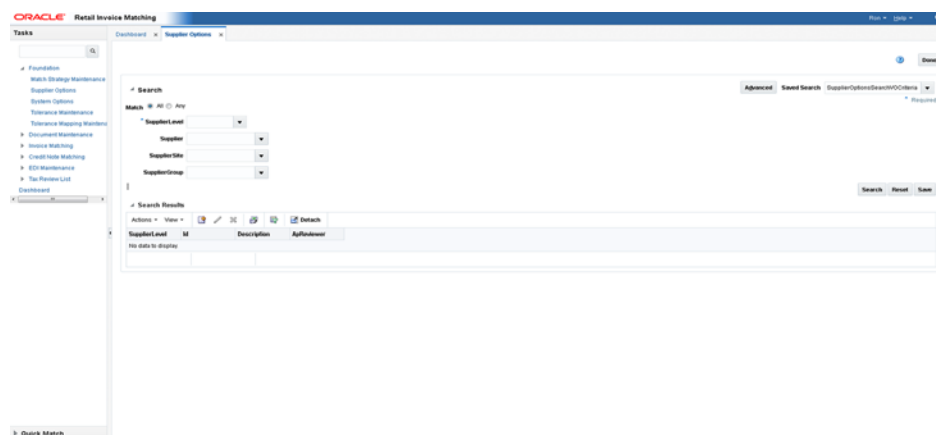 ORACLE® Retail Invoice Matching
Ron Help
Tasks
Dashboard × Supplier Options ×
Done
Foundation
Match Strategy Maintenance
Supplier Options
System Options
Tolerance Maintenance
Tolerance Mapping Maintena
Document Maintenance
Invoice Matching
Credit Note Matching
EDI Maintenance
Tax Review List
Dashboard
Quick Match
Search
Advanced Saved Search SupplierOptionsSearchVOCriteria
* Required
Match All Any
* SupplierLevel
Supplier
SupplierSite
SupplierGroup
Search Reset Save
Search Results
Actions View Detach
SupplierLevel Id Description ApReviewer
No data to display.